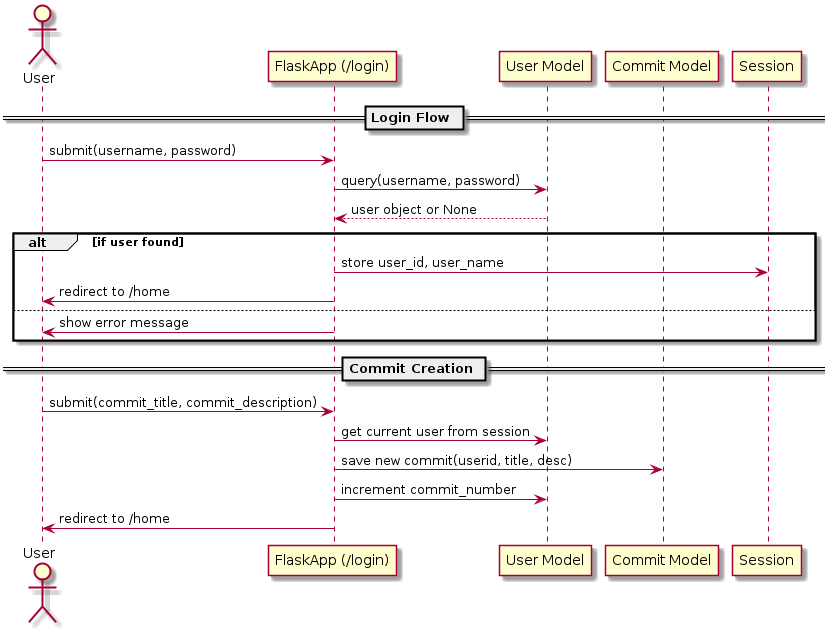 User
FlaskApp (/login)
User Model
Commit Model
Session
Login Flow
submit(username, password)
query(username, password)
user object or None
alt
[if user found]
store user_id, user_name
redirect to /home
show error message
Commit Creation
submit(commit_title, commit_description)
get current user from session
save new commit(userid, title, desc)
increment commit_number
redirect to /home
User
FlaskApp (/login)
User Model
Commit Model
Session